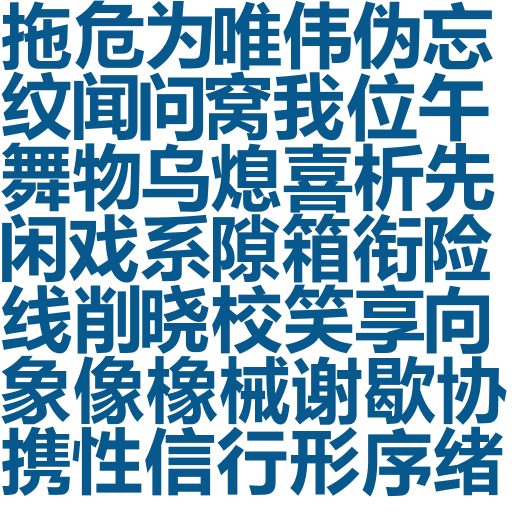 拖危为唯伟伪忘
纹闻问窝我位午
舞物乌熄喜析先
闲戏系隙箱衔险
线削晓校笑享向
象像橡械谢歇协
携性信行形序绪